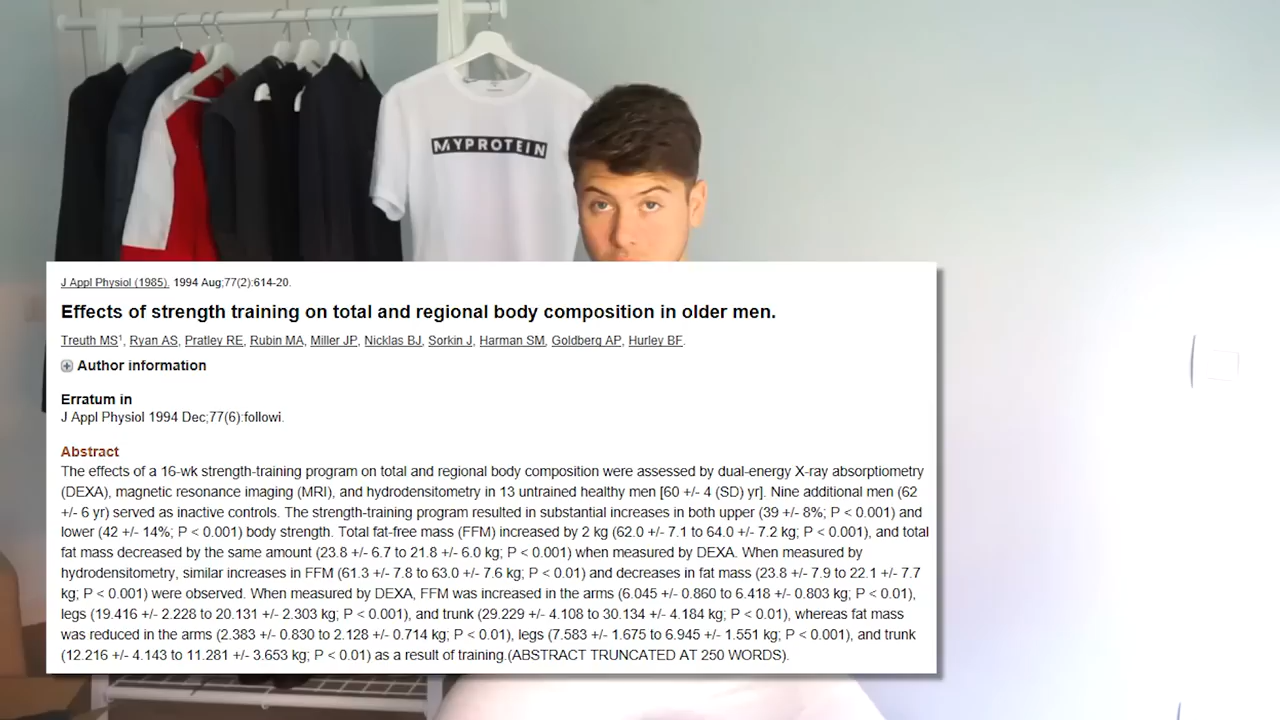 MYPROTEIN
J Appl Physiol (1985). 1994 Aug;77(2):614-20.
Effects of strength training on total and regional body composition in older men.
Treuth MS1, Ryan AS, Pratley RE, Rubin MA, Miller JP, Nicklas BJ, Sorkin J, Harman SM, Goldberg AP, Hurley BF.
Author information
Erratum in
J Appl Physiol 1994 Dec;77(6):followi.
Abstract
The effects of a 16-wk strength-training program on total and regional body composition were assessed by dual-energy X-ray absorptiometry
(DEXA), magnetic resonance imaging (MRI), and hydrodensitometry in 13 untrained healthy men [60 +/- 4 (SD) yr]. Nine additional men (62
+/- 6 yr) served as inactive controls. The strength-training program resulted in substantial increases in both upper (39 +/- 8%; P < 0.001) and
lower (42 +/- 14%; P < 0.001) body strength. Total fat-free mass (FFM) increased by 2 kg (62.0 +/- 7.1 to 64.0 +/- 7.2 kg; P < 0.001), and total
fat mass decreased by the same amount (23.8 +/- 6.7 to 21.8 +/- 6.0 kg; P < 0.001) when measured by DEXA. When measured by
hydrodensitometry, similar increases in FFM (61.3 +/- 7.8 to 63.0 +/- 7.6 kg; P < 0.01) and decreases in fat mass (23.8 +/- 7.9 to 22.1 +/- 7.7
kg; P < 0.001) were observed. When measured by DEXA, FFM was increased in the arms (6.045 +/- 0.860 to 6.418 +/- 0.803 kg; P < 0.01),
legs (19.416 +/- 2.228 to 20.131 +/- 2.303 kg; P < 0.001), and trunk (29.229 +/- 4.108 to 30.134 +/- 4.184 kg; P < 0.01), whereas fat mass
was reduced in the arms (2.383 +/- 0.830 to 2.128 +/- 0.714 kg; P < 0.01), legs (7.583 +/- 1.675 to 6.945 +/- 1.551 kg; P < 0.001), and trunk
(12.216 +/- 4.143 to 11.281 +/- 3.653 kg; P < 0.01) as a result of training.(ABSTRACT TRUNCATED AT 250 WORDS).